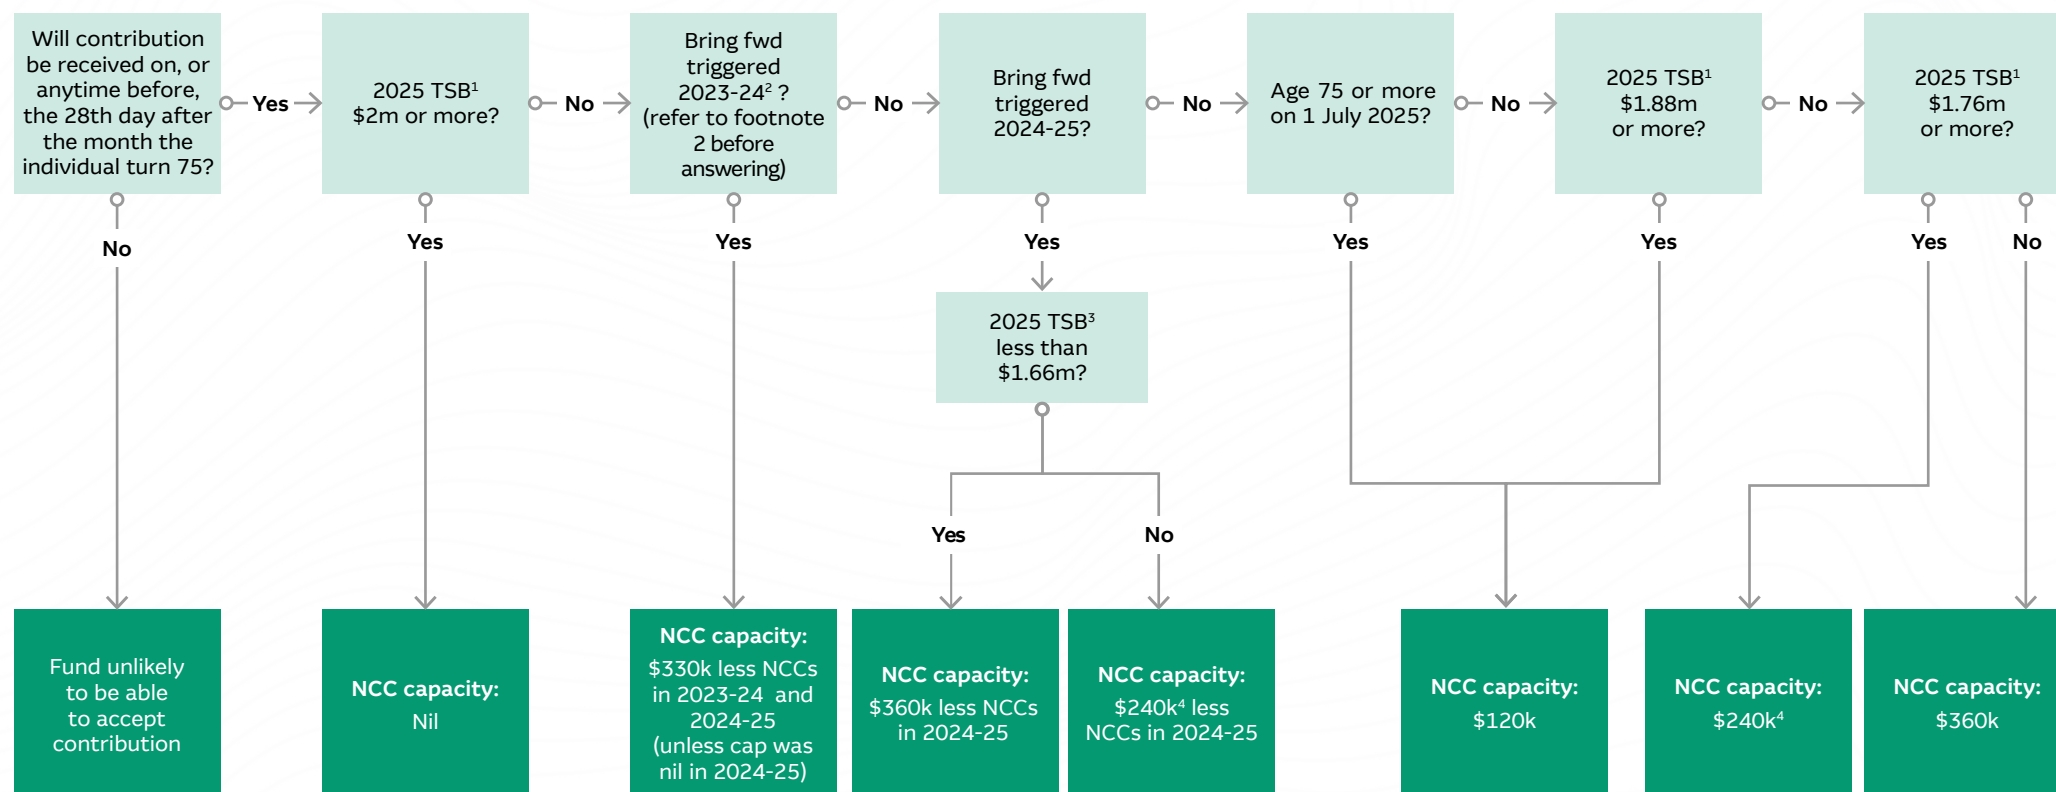 Will contribution
be received on, or
anytime before,
the 28th day after
the month the
individual turn 75?
Yes
2025 TSB¹
$2m or more?
No
Bring fwd
triggered
2023-24² ?
(refer to footnote
2 before
answering)
No
Bring fwd
triggered
2024-25?
No
Age 75 or more
on 1 July 2025?
No
2025 TSB¹
$1.88m
or more?
No
2025 TSB¹
$1.76m
or more?
No
Yes
Yes
Yes
Yes
Yes
Yes
No
2025 TSB³
less than
$1.66m?
Yes
No
Fund unlikely
to be able
to accept
contribution
NCC capacity:
Nil
NCC capacity:
$330k less NCCs
in 2023-24 and
2024-25
(unless cap was
nil in 2024-25)
NCC capacity:
$360k less NCCs
in 2024-25
NCC capacity:
$240k⁴ less
NCCs in 2024-25
NCC capacity:
$120k
NCC capacity:
$240k⁴
NCC capacity:
$360k